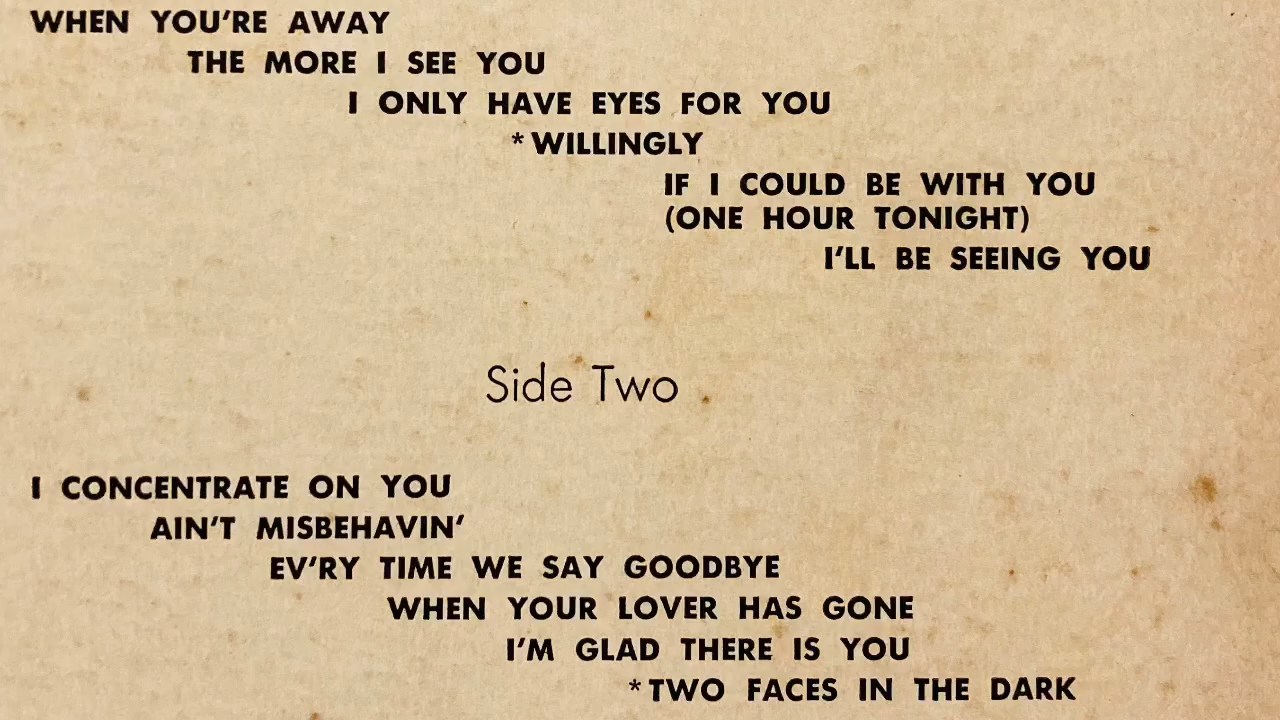 WHEN YOU'RE AWAY
THE MORE I SEE YOU
I ONLY HAVE EYES FOR YOU
*WILLINGLY
IF I COULD BE WITH YOU
(ONE HOUR TONIGHT)
I'LL BE SEEING YOU
Side Two
I CONCENTRATE ON YOU
AIN'T MISBEHAVIN'
EV'RY TIME WE SAY GOODBYE
WHEN YOUR LOVER HAS GONE
I'M GLAD THERE IS YOU
*TWO FACES IN THE DARK